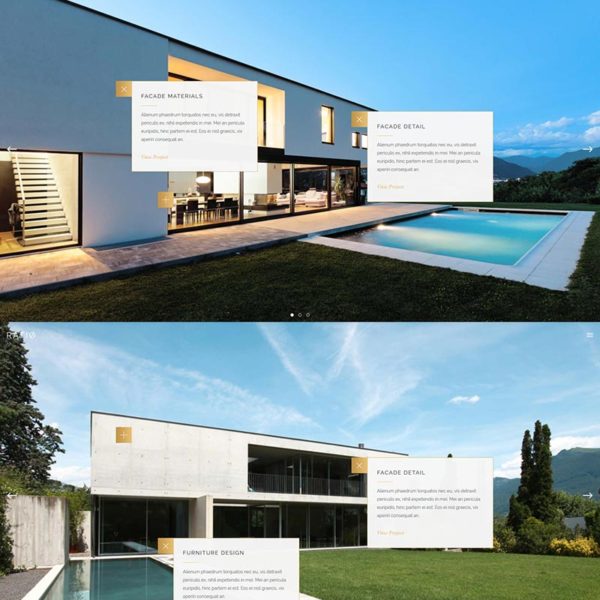 FACADE MATERIALS
Alienum phaedrum torquatos nec eu, vis detraxit
periculis ex, nihil expetendis in mei. Mei an pericula
euripidis, hinc partem ei est. Eos ei nisl graecis, vix
aperiri consequat an.
View Project
FACADE DETAIL
Alienum phaedrum torquatos nec eu, vis detraxit
periculis ex, nihil expetendis in mei. Mei an pericula
euripidis, hinc partem ei est. Eos ei nisl graecis, vix
aperiri consequat an.
View Project
FACADE DETAIL
Alienum phaedrum torquatos nec eu, vis detraxit
periculis ex, nihil expetendis in mei. Mei an pericula
euripidis, hinc partem ei est. Eos ei nisl graecis, vix
aperiri consequat an.
View Project
FURNITURE DESIGN
Alienum phaedrum torquatos nec eu, vis detraxit
periculis ex, nihil expetendis in mei. Mei an pericula
euripidis, hinc partem ei est. Eos ei nisl graecis, vix